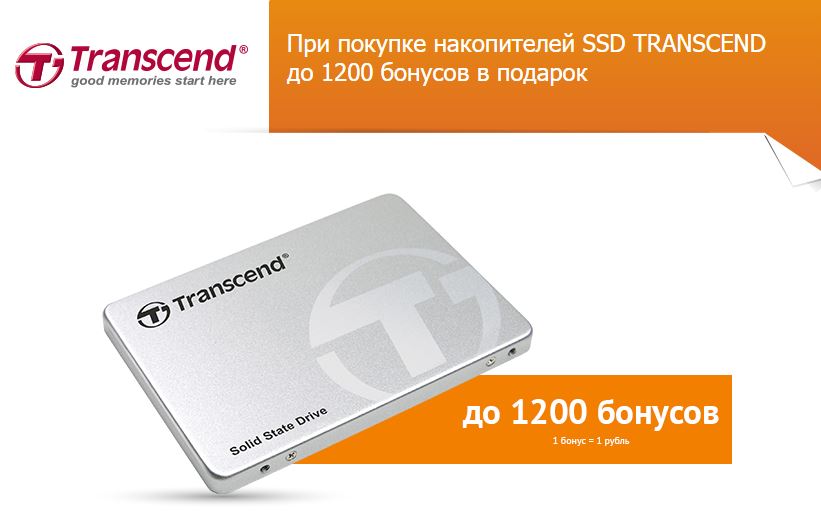 Transcend®
good memories start here
При покупке накопителей SSD TRANSCEND
до 1200 бонусов в подарок
Transcend®
Solid State Drive
до 1200 бонусов
1 бонус = 1 рубль